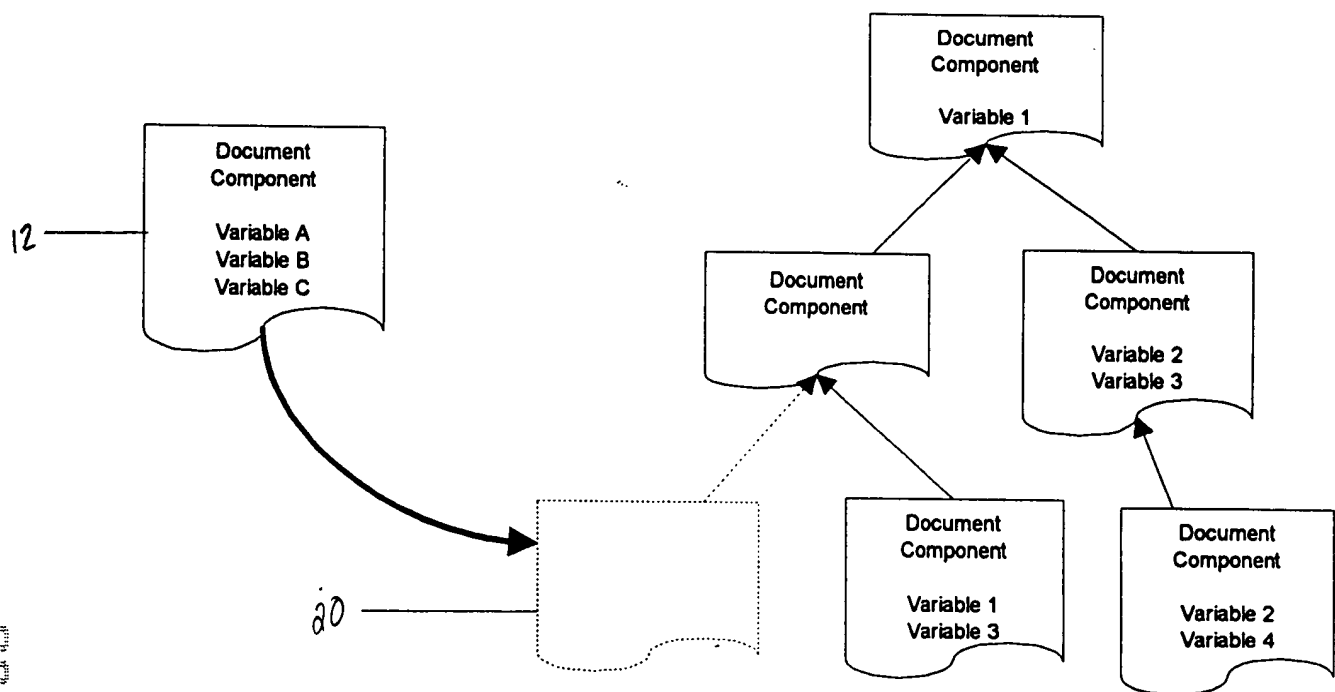 Document
Component
Variable 1
Document
Component
Variable A
Variable B
Variable C
12
Document
Component
Document
Component
Variable 2
Variable 3
20
Document
Component
Variable 1
Variable 3
Document
Component
Variable 2
Variable 4